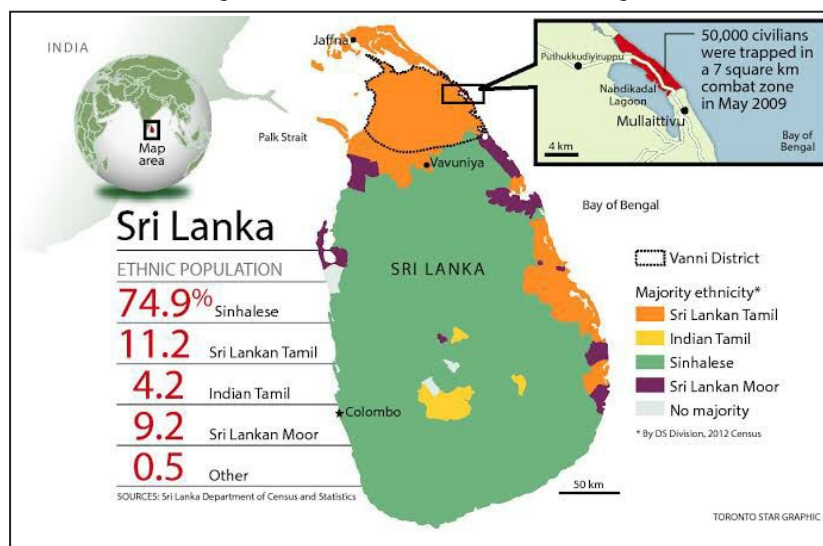 INDIA
Map
area
Sri Lanka
ETHNIC POPULATION
74.9% Sinhalese
11.2 Sri Lankan Tamil
4.2 Indian Tamil
9.2 Sri Lankan Moor
0.5 Other
SOURCES: Sri Lanka Department of Census and Statistics
Jaffna
Palk Strait
Vavuniya
SRI LANKA
Colombo
Bay of Bengal
50 km
Puthukkudiyiruppu
Nandikadal
Lagoon
Mullaittivu
4 km
Bay of
Bengal
50,000 civilians
were trapped in
a 7 square km
combat zone
in May 2009
Vanni District
Majority ethnicity*
Sri Lankan Tamil
Indian Tamil
Sinhalese
Sri Lankan Moor
No majority
* By DS Division, 2012 Census
TORONTO STAR GRAPHIC